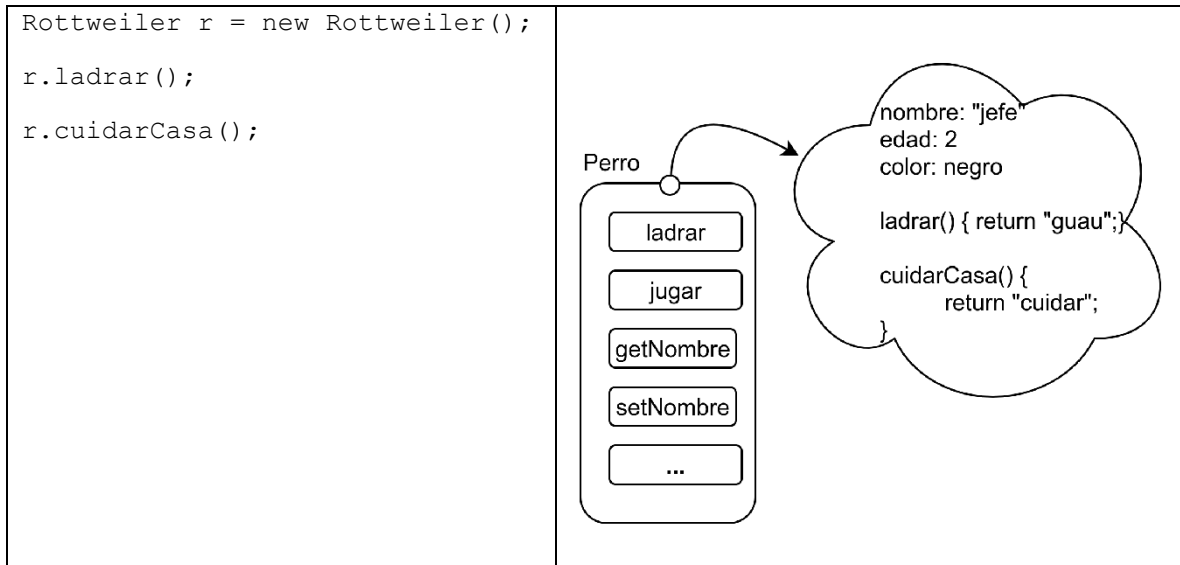 Rottweiler r = new Rottweiler();
r.ladrar();
r.cuidarCasa();
Perro
ladrar
jugar
getNombre
setNombre
...
nombre: "jefe"
edad: 2
color: negro
ladrar() { return "guau";}
cuidarCasa() {
return "cuidar";
}